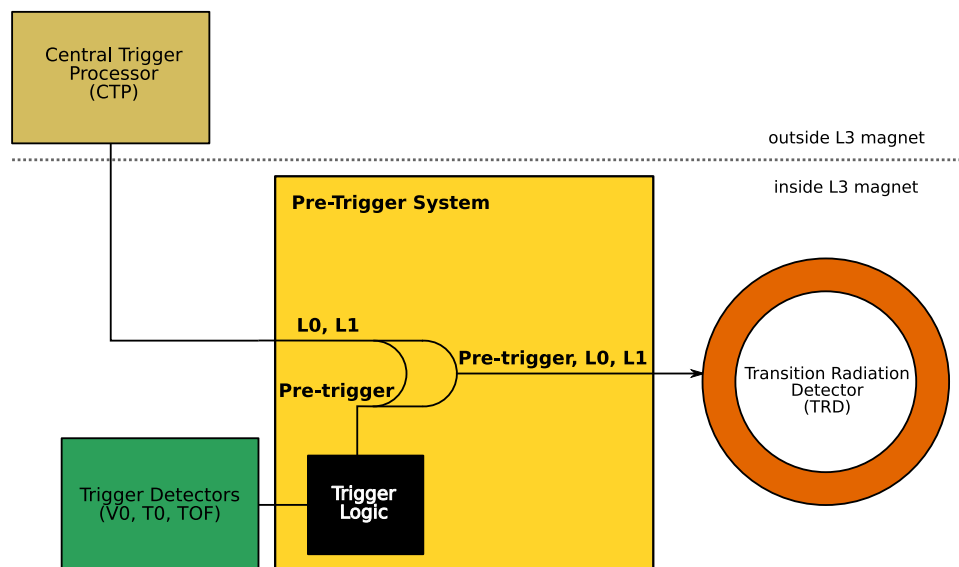 Central Trigger
Processor
(CTP)
outside L3 magnet
inside L3 magnet
Pre-Trigger System
L0, L1
Pre-trigger, L0, L1
Pre-trigger
Transition Radiation
Detector
(TRD)
Trigger Detectors
(V0, T0, TOF)
Trigger
Logic